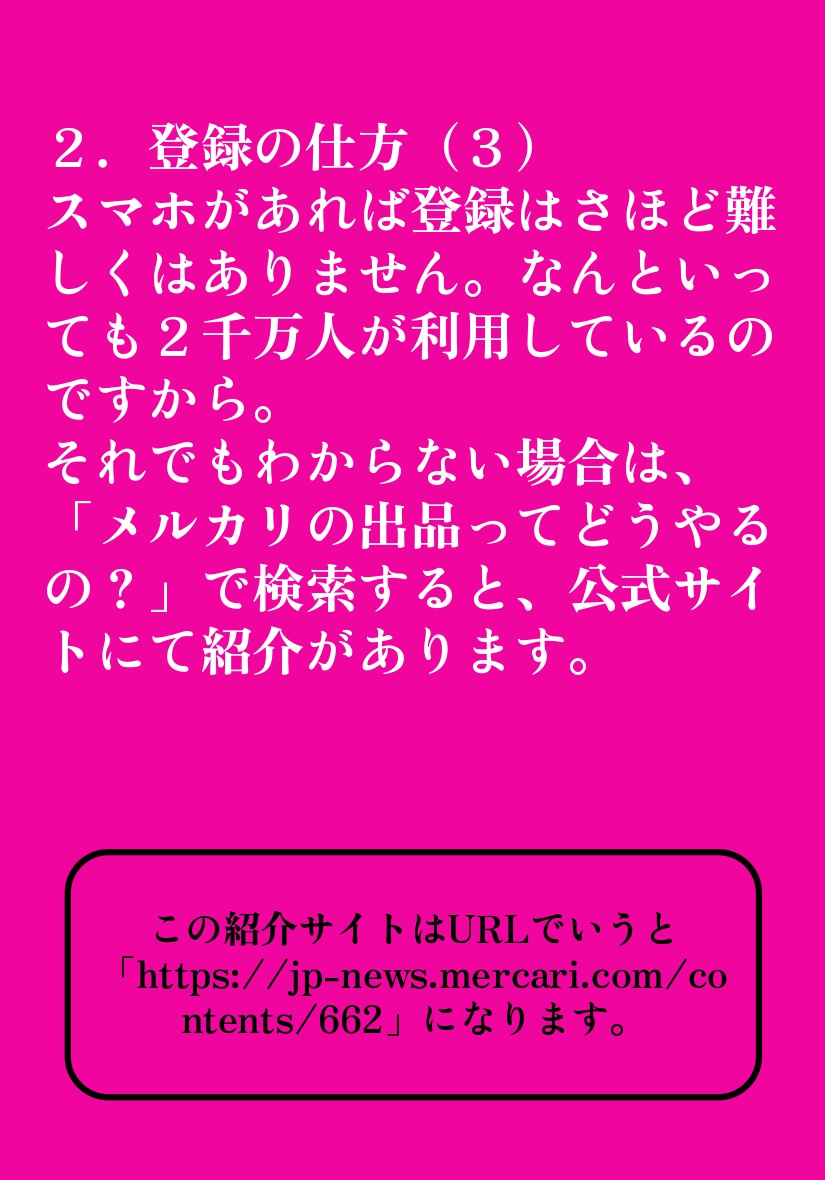 ２．登録の仕方（３）
スマホがあれば登録はさほど難
しくはありません。なんといっ
ても２千万人が利用しているの
ですから。
それでもわからない場合は、
「メルカリの出品ってどうやる
の？」で検索すると、公式サイ
トにて紹介があります。
この紹介サイトはURLでいうと
「https://jp-news.mercari.com/co
ntents/662」になります。